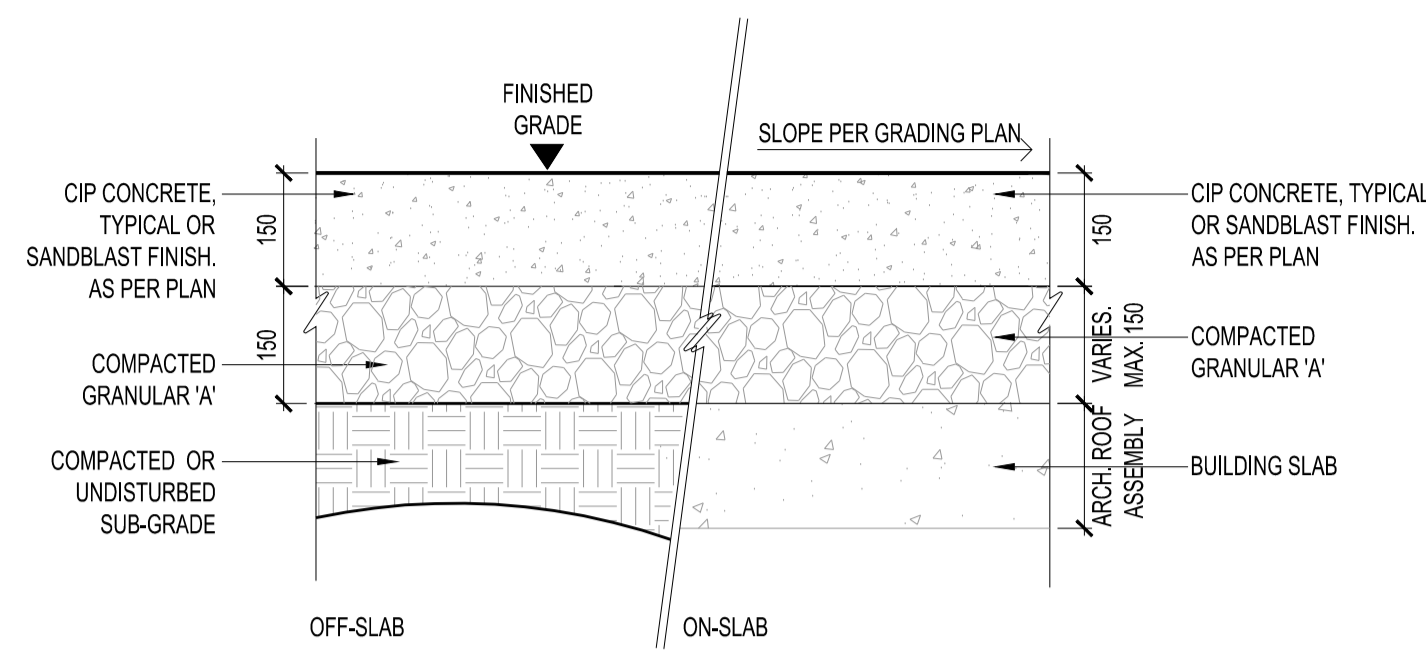 FINISHED
GRADE
SLOPE PER GRADING PLAN
CIP CONCRETE,
TYPICAL OR
SANDBLAST FINISH.
AS PER PLAN
150
150
COMPACTED
GRANULAR 'A'
COMPACTED OR
UNDISTURBED
SUB-GRADE
150
CIP CONCRETE, TYPICAL
OR SANDBLAST FINISH.
AS PER PLAN
VARIES.
MAX. 150
COMPACTED
GRANULAR 'A'
ARCH. ROOF
ASSEMBLY
BUILDING SLAB
OFF-SLAB
ON-SLAB